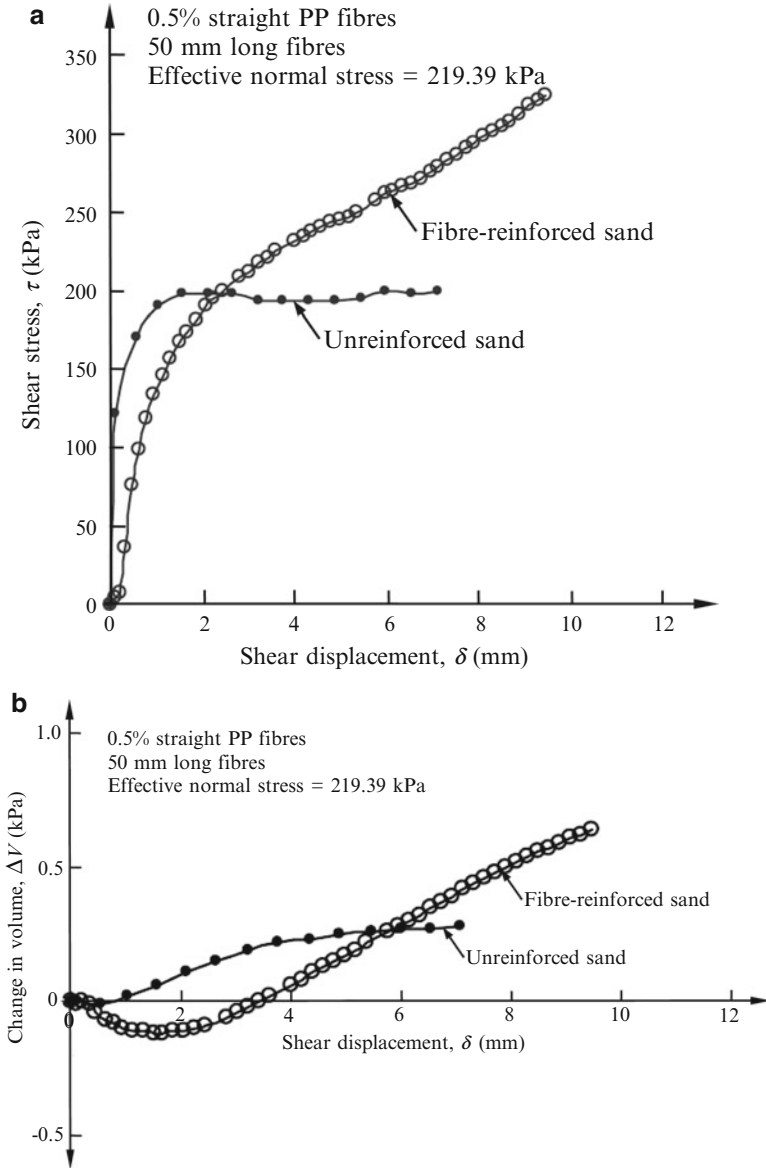 a
0.5% straight PP fibres
50 mm long fibres
Effective normal stress = 219.39 kPa
350
300
250
200
150
100
50
0
Shear stress, τ (kPa)
Fibre-reinforced sand
Unreinforced sand
0 2 4 6 8 10 12
Shear displacement, δ (mm)
b
0.5% straight PP fibres
50 mm long fibres
Effective normal stress = 219.39 kPa
1.0
0.5
0
-0.5
Change in volume, ΔV (kPa)
Fibre-reinforced sand
Unreinforced sand
0 2 4 6 8 10 12
Shear displacement, δ (mm)